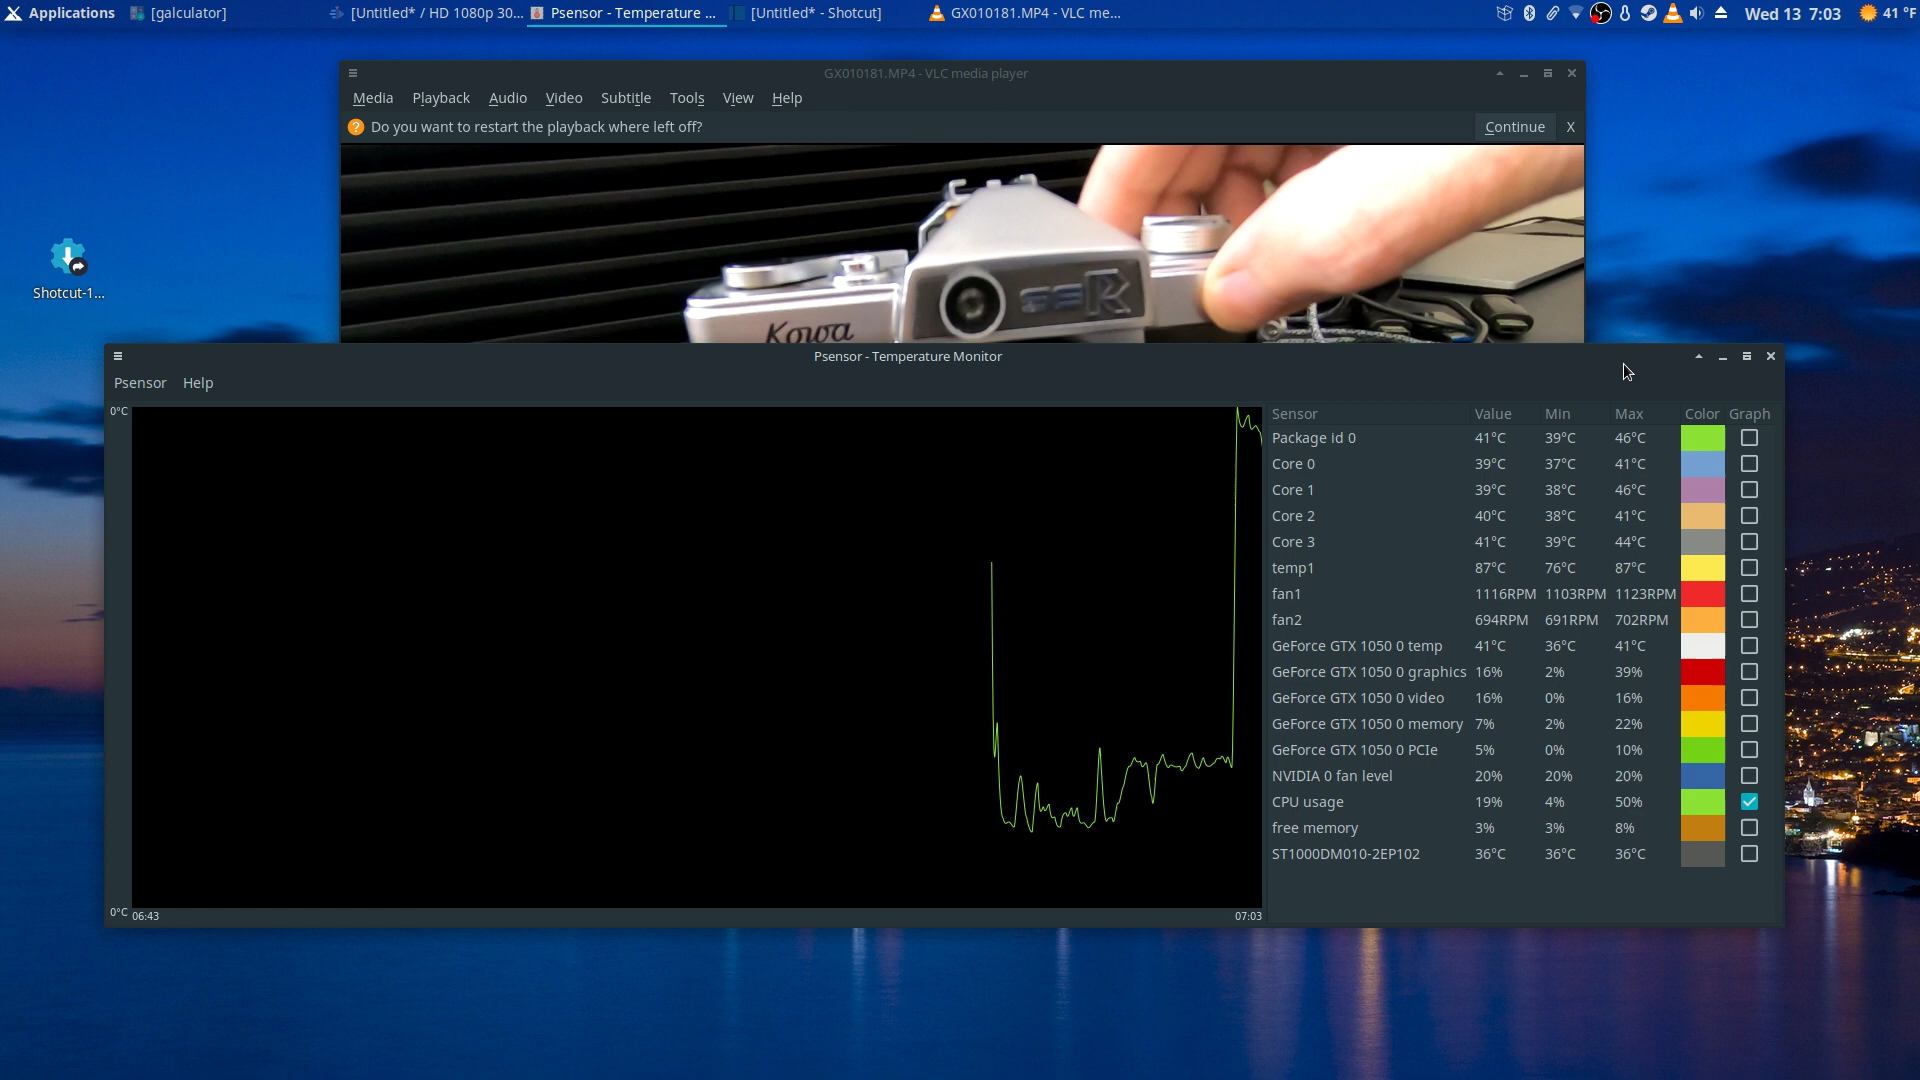 Applications [galculator] [Untitled* / HD 1080p 30... Psensor - Temperature ... [Untitled* - Shotcut] GX010181.MP4 - VLC me... Wed 13 7:03 41 °F
GX010181.MP4 - VLC media player
Media Playback Audio Video Subtitle Tools View Help
Do you want to restart the playback where left off? Continue X
SE R
Kowa
Shotcut-1...
Psensor - Temperature Monitor
Psensor Help
0°C
0°C
06:43 07:03
Sensor Value Min Max Color Graph
Package id 0 41°C 39°C 46°C
Core 0 39°C 37°C 41°C
Core 1 39°C 38°C 46°C
Core 2 40°C 38°C 41°C
Core 3 41°C 39°C 44°C
temp1 87°C 76°C 87°C
fan1 1116RPM 1103RPM 1123RPM
fan2 694RPM 691RPM 702RPM
GeForce GTX 1050 0 temp 41°C 36°C 41°C
GeForce GTX 1050 0 graphics 16% 2% 39%
GeForce GTX 1050 0 video 16% 0% 16%
GeForce GTX 1050 0 memory 7% 2% 22%
GeForce GTX 1050 0 PCIe 5% 0% 10%
NVIDIA 0 fan level 20% 20% 20%
CPU usage 19% 4% 50%
free memory 3% 3% 8%
ST1000DM010-2EP102 36°C 36°C 36°C